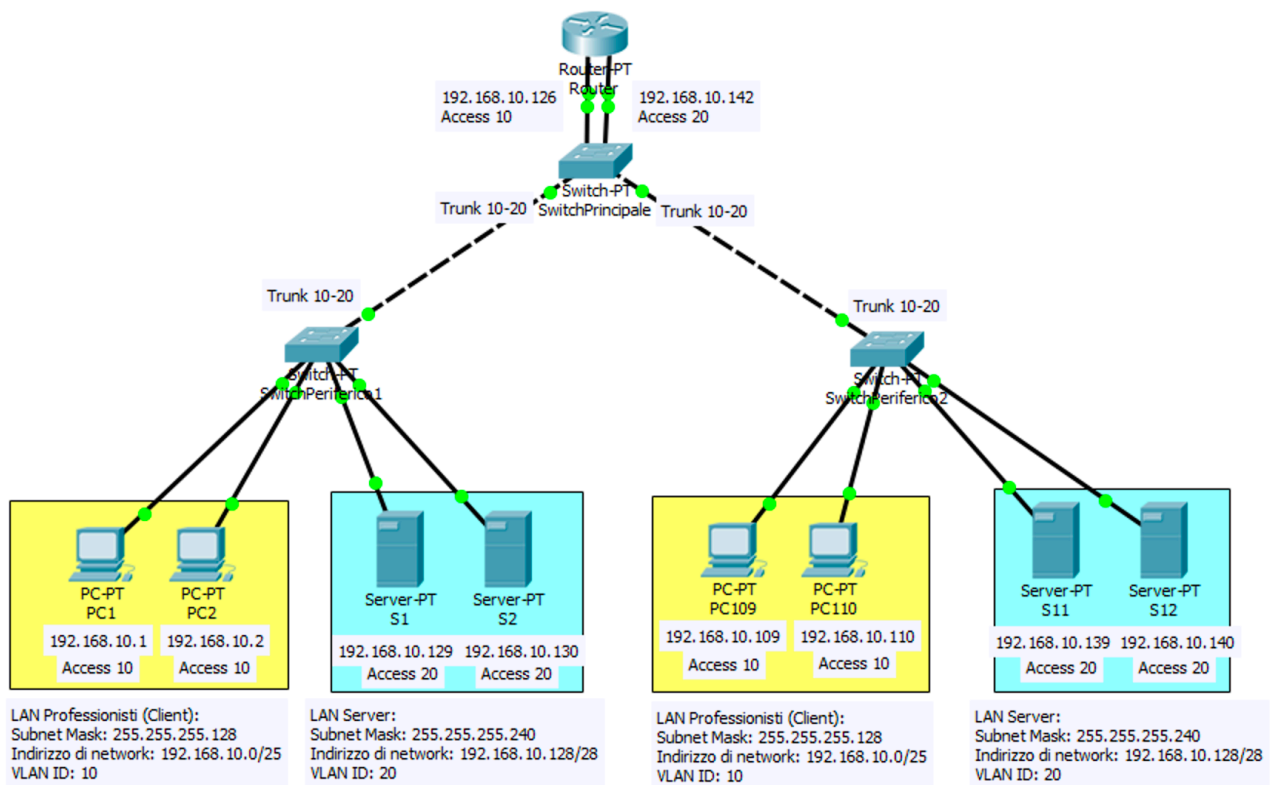 Router-PT
Router
192.168.10.126
Access 10
192.168.10.142
Access 20
Switch-PT
SwitchPrincipale
Trunk 10-20
Trunk 10-20
Trunk 10-20
Trunk 10-20
Switch-PT
SwitchPeriferico1
Switch-PT
SwitchPeriferico2
PC-PT
PC1
192.168.10.1
Access 10
PC-PT
PC2
192.168.10.2
Access 10
Server-PT
S1
192.168.10.129
Access 20
Server-PT
S2
192.168.10.130
Access 20
PC-PT
PC109
192.168.10.109
Access 10
PC-PT
PC110
192.168.10.110
Access 10
Server-PT
S11
192.168.10.139
Access 20
Server-PT
S12
192.168.10.140
Access 20
LAN Professionisti (Client):
Subnet Mask: 255.255.255.128
Indirizzo di network: 192.168.10.0/25
VLAN ID: 10
LAN Server:
Subnet Mask: 255.255.255.240
Indirizzo di network: 192.168.10.128/28
VLAN ID: 20
LAN Professionisti (Client):
Subnet Mask: 255.255.255.128
Indirizzo di network: 192.168.10.0/25
VLAN ID: 10
LAN Server:
Subnet Mask: 255.255.255.240
Indirizzo di network: 192.168.10.128/28
VLAN ID: 20